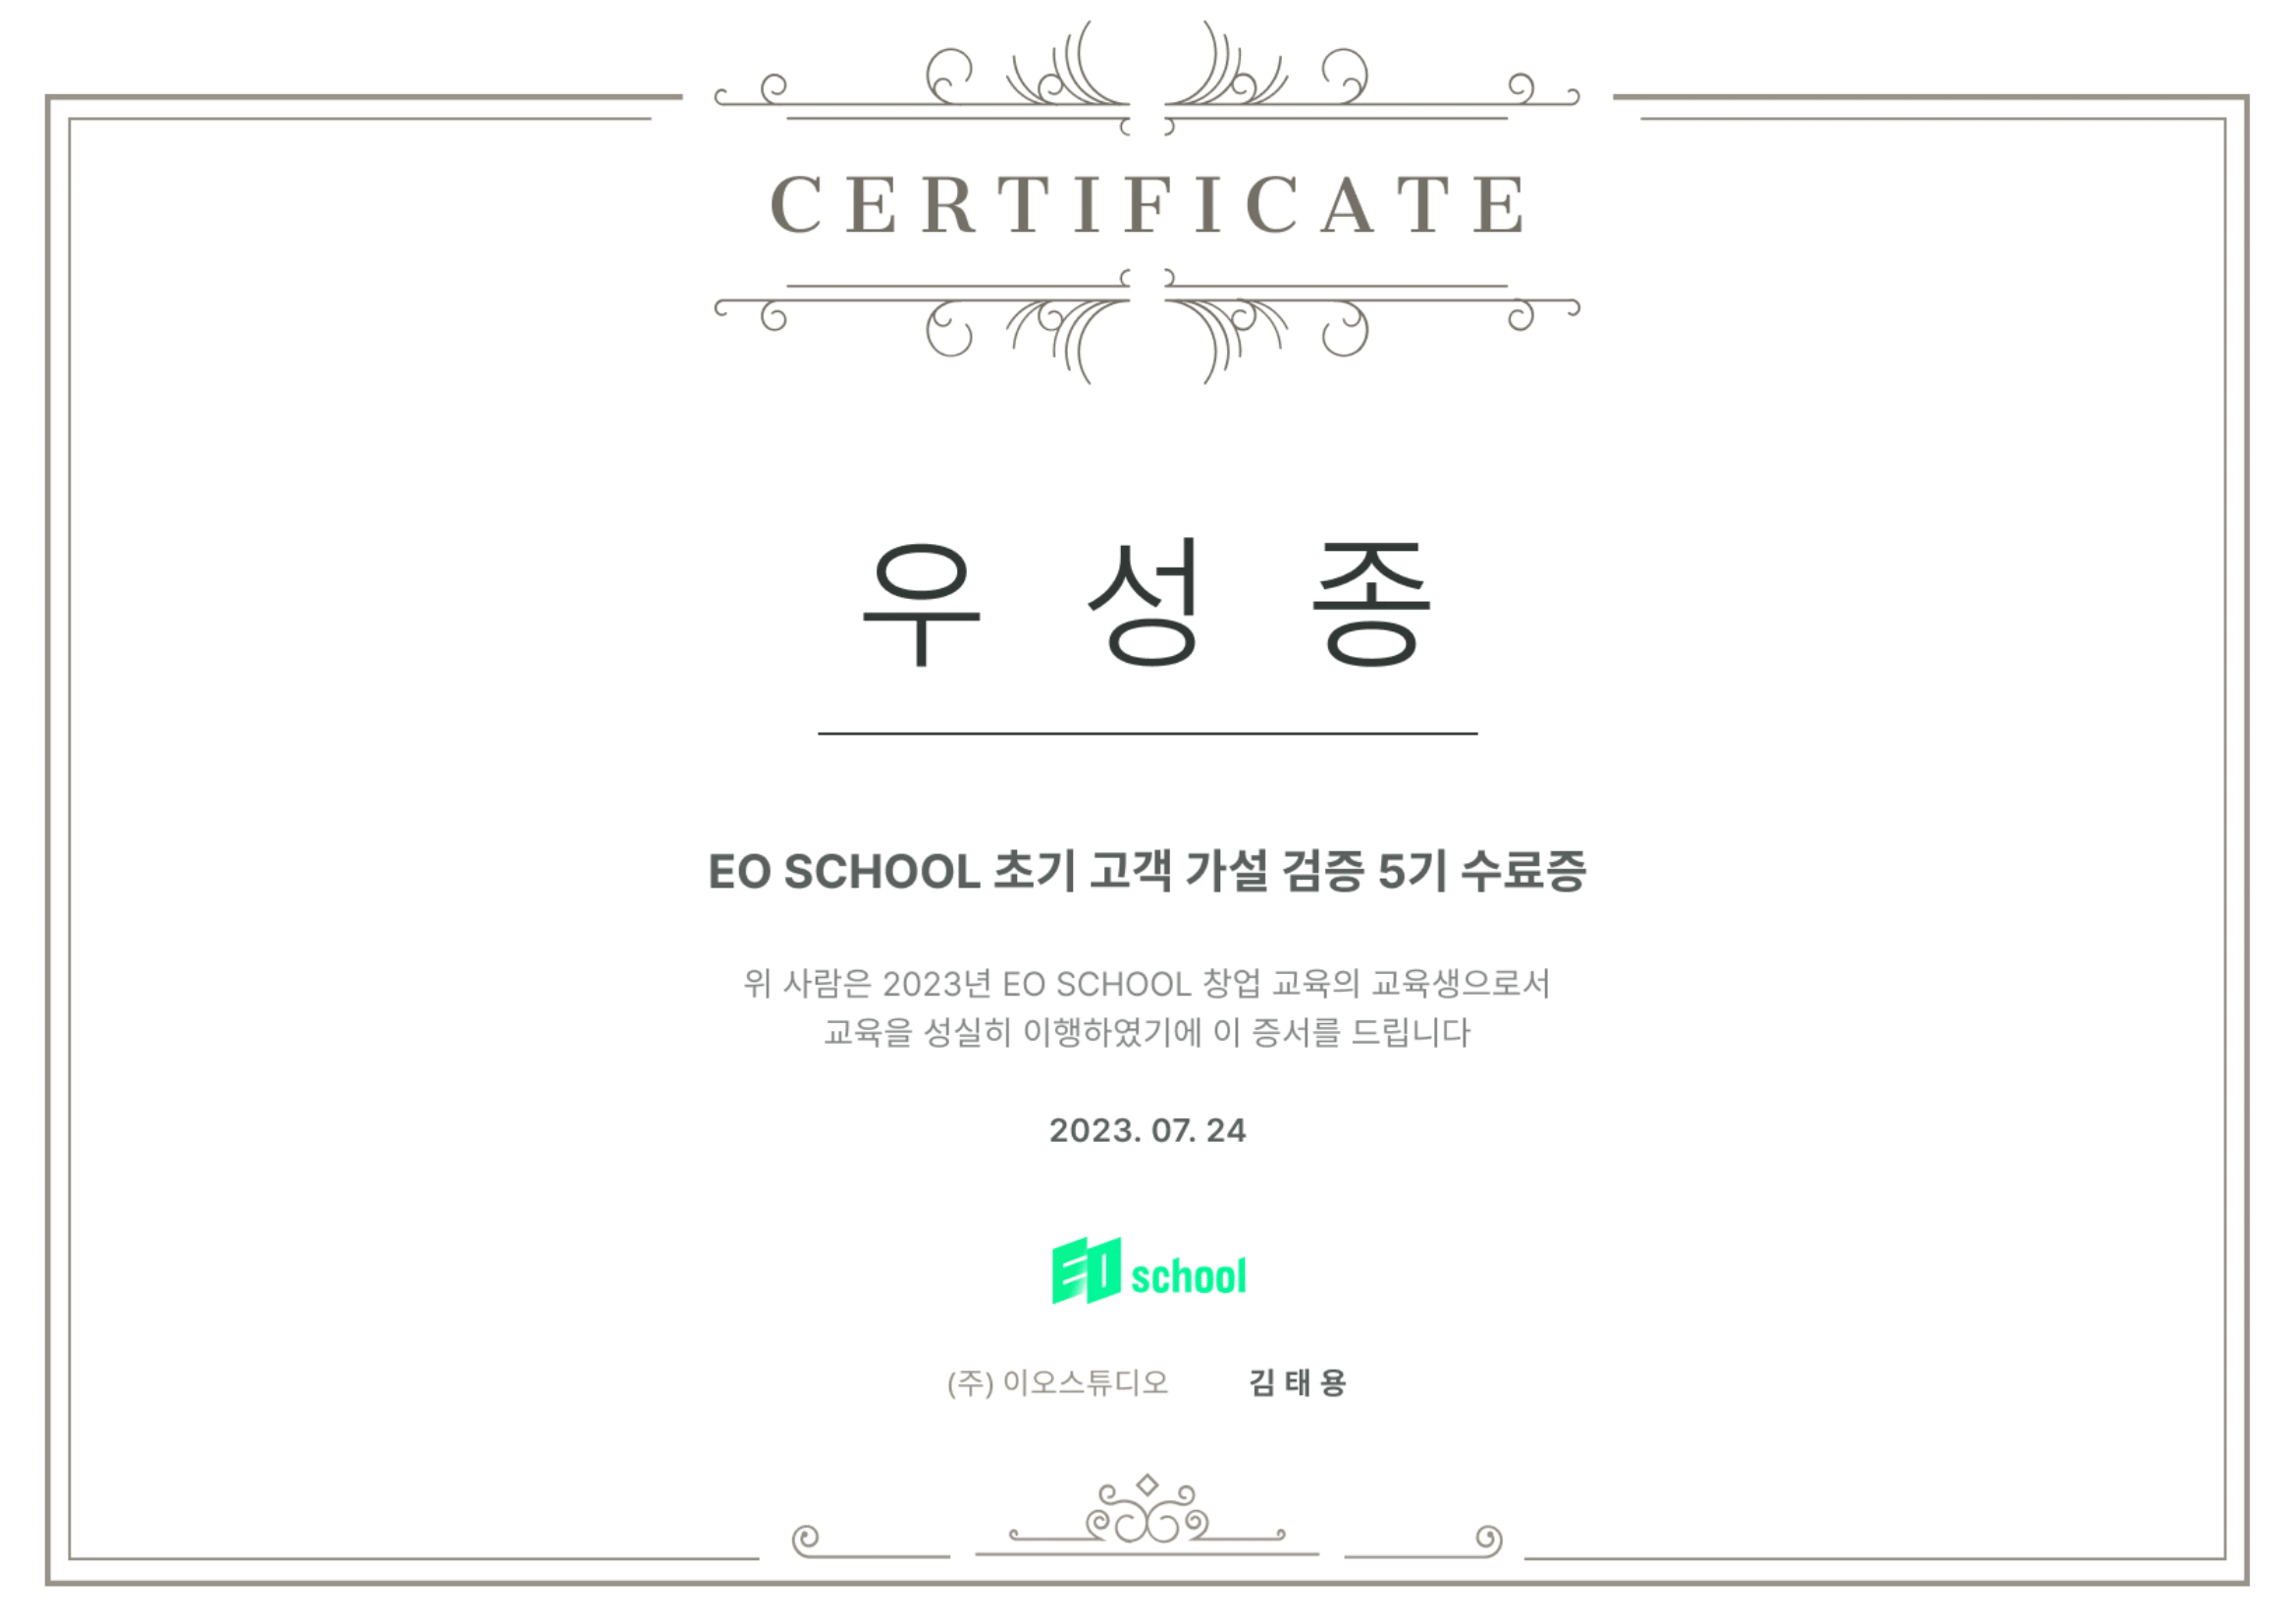 CERTIFICATE
우 성 종
EO SCHOOL 초기 고객 가설 검증 5기 수료증
위 사람은 2023년 EO SCHOOL 창업 교육의 교육생으로서
교육을 성실히 이행하였기에 이 증서를 드립니다
2023. 07. 24
EO school
(주) 이오스튜디오 김 태 용